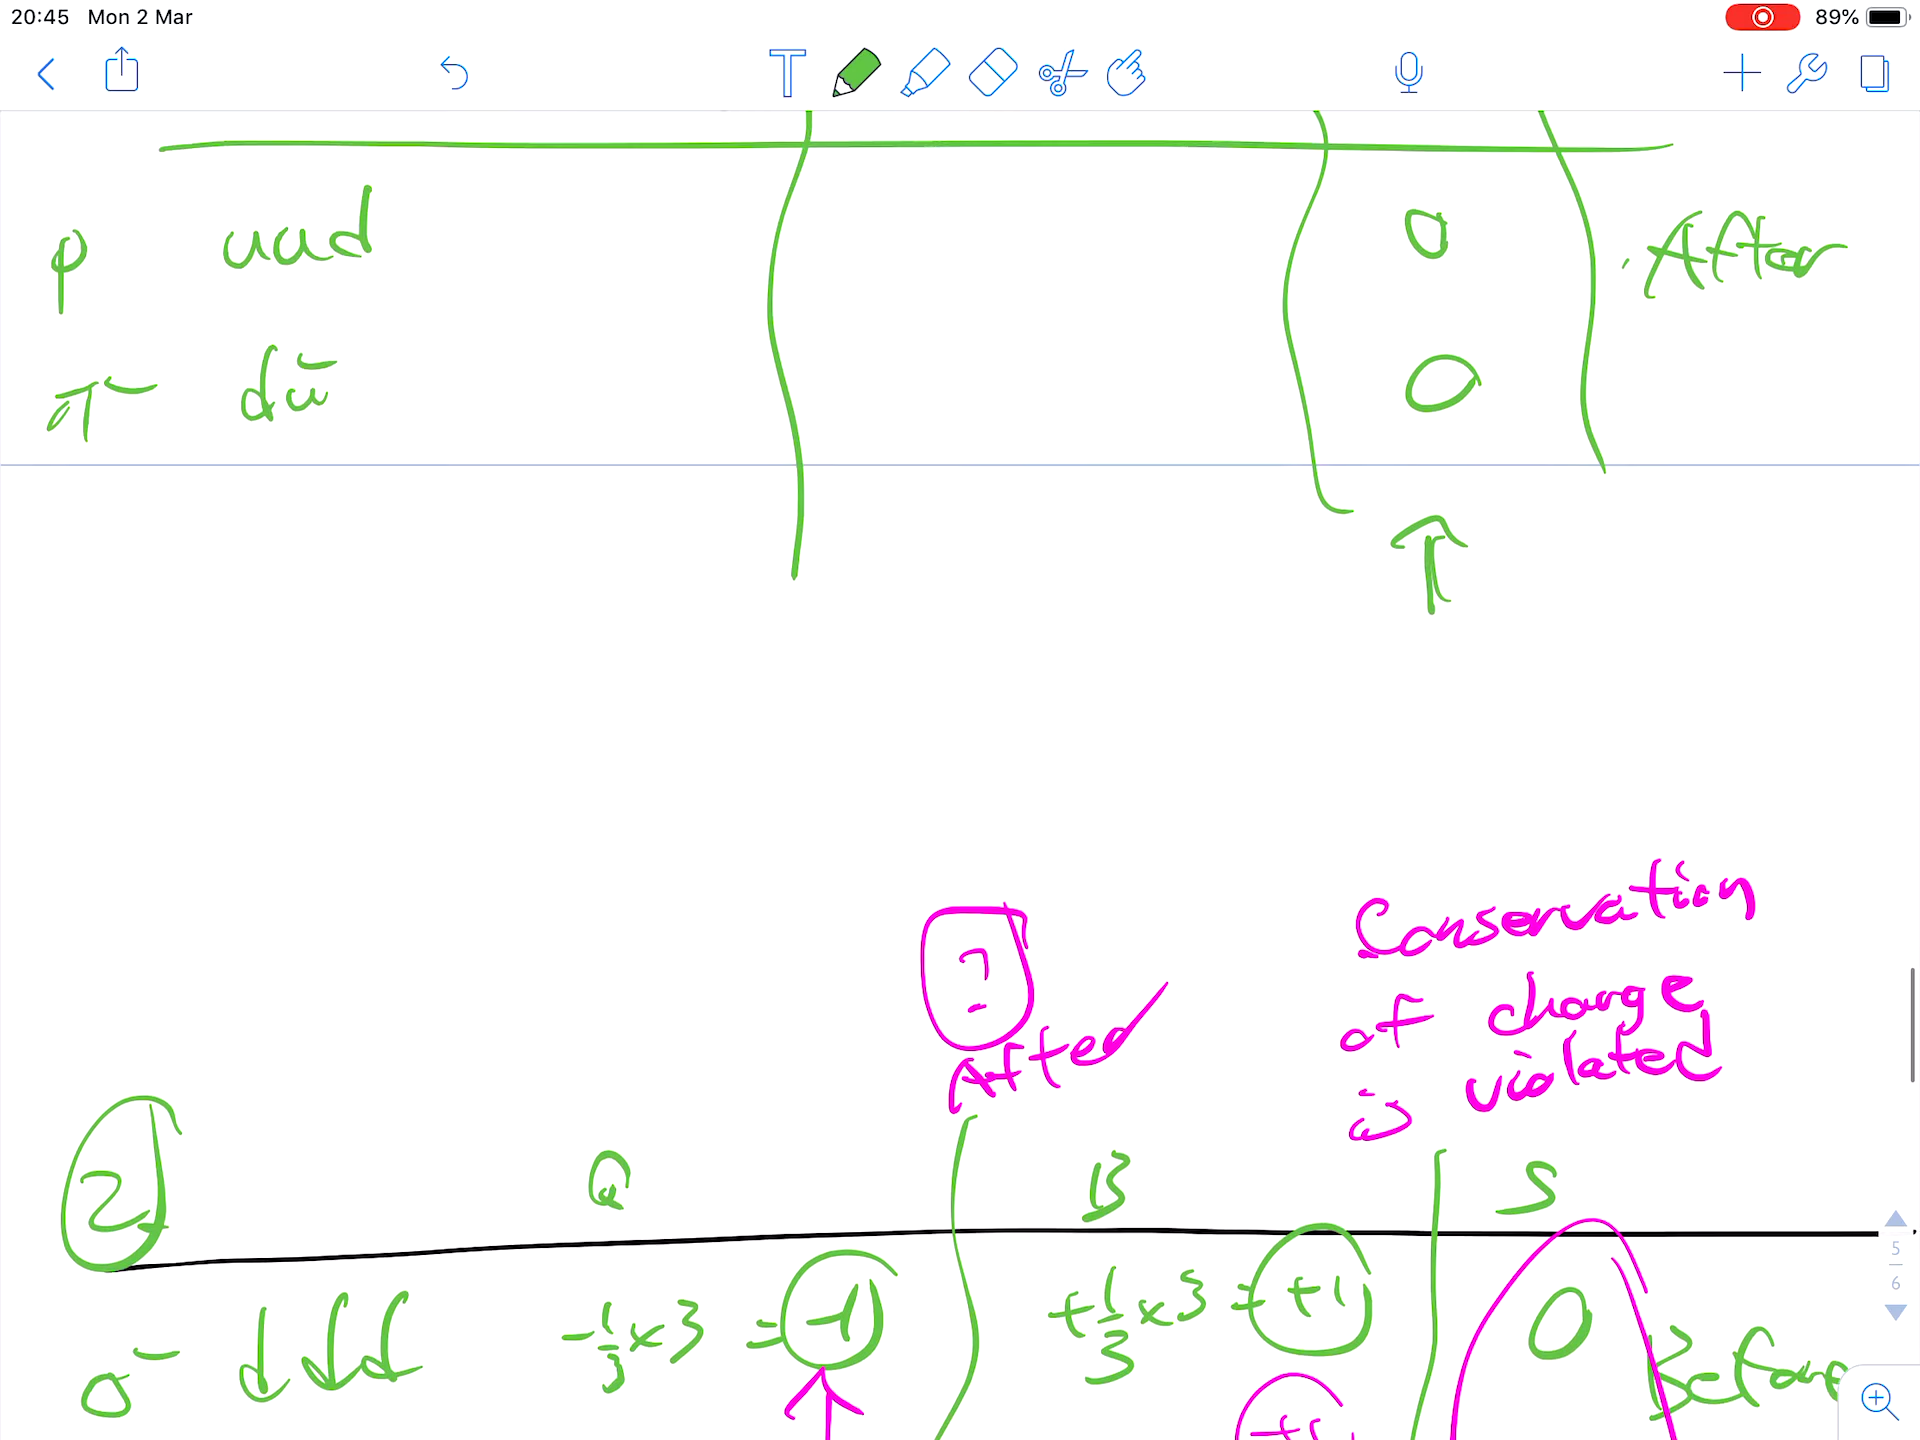 20:45 Mon 2 Mar
89%
T
p uud 0 After
π⁻ dū 0
?
After
Conservation
of charge
is violated
2 Q B S
σ⁻ ddd -1/3 x 3 = -1 +1/3 x 3 = +1 0 Before
5
6